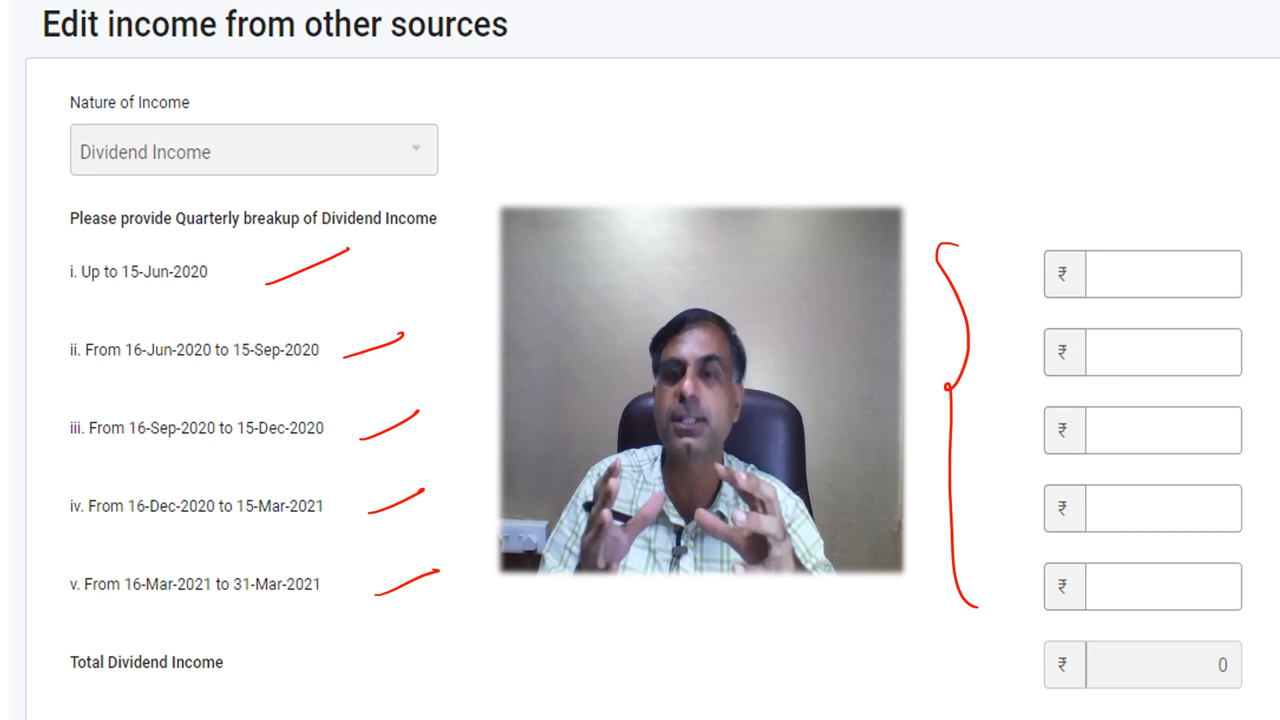 Edit income from other sources
Nature of Income
Dividend Income
Please provide Quarterly breakup of Dividend Income
i. Up to 15-Jun-2020 ₹
ii. From 16-Jun-2020 to 15-Sep-2020 ₹
iii. From 16-Sep-2020 to 15-Dec-2020 ₹
iv. From 16-Dec-2020 to 15-Mar-2021 ₹
v. From 16-Mar-2021 to 31-Mar-2021 ₹
Total Dividend Income ₹ 0